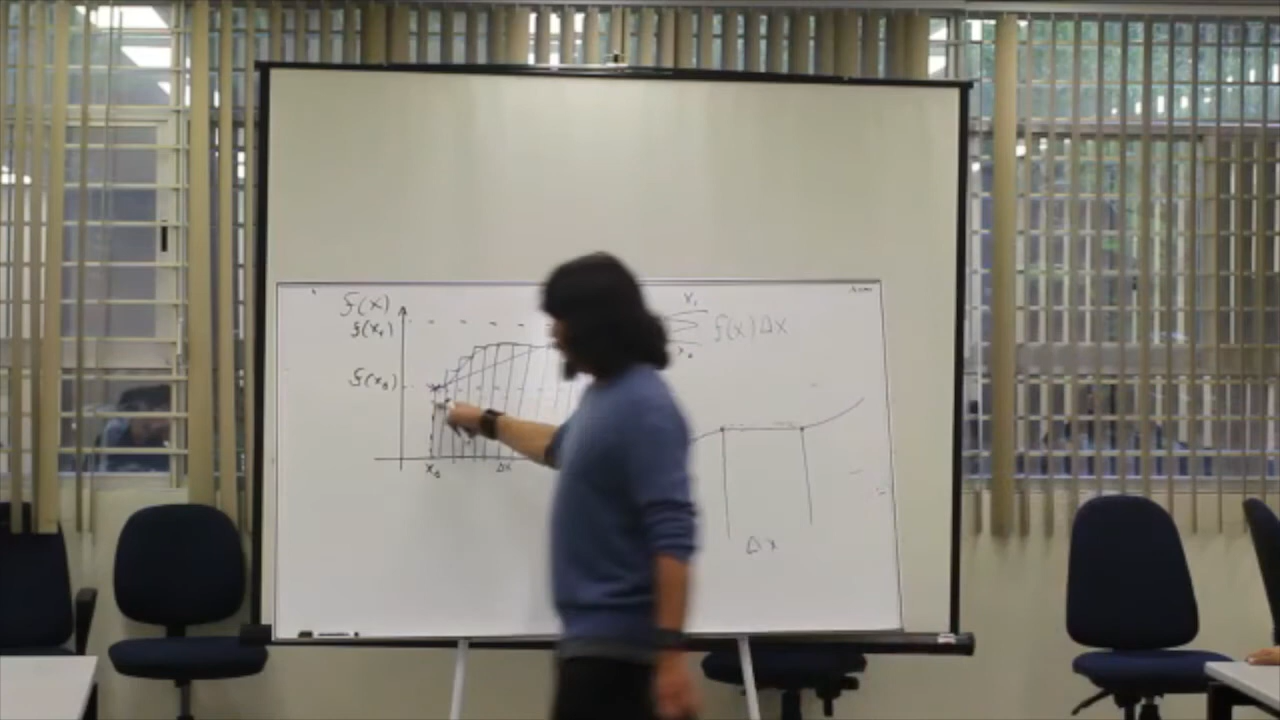 f(x)
f(x₁)
f(x₀)
x₀ Δx
x₁
Σ f(x)Δx
x₀
Δx